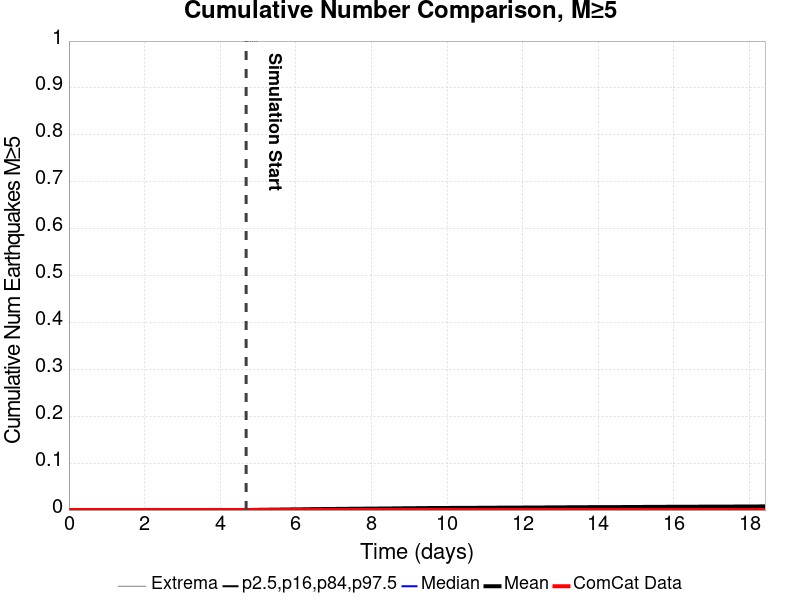 Cumulative Number Comparison, M≥5
Cumulative Num Earthquakes M≥5
1
0.9
0.8
0.7
0.6
0.5
0.4
0.3
0.2
0.1
0
Simulation Start
0 2 4 6 8 10 12 14 16 18
Time (days)
Extrema p2.5,p16,p84,p97.5 Median Mean ComCat Data